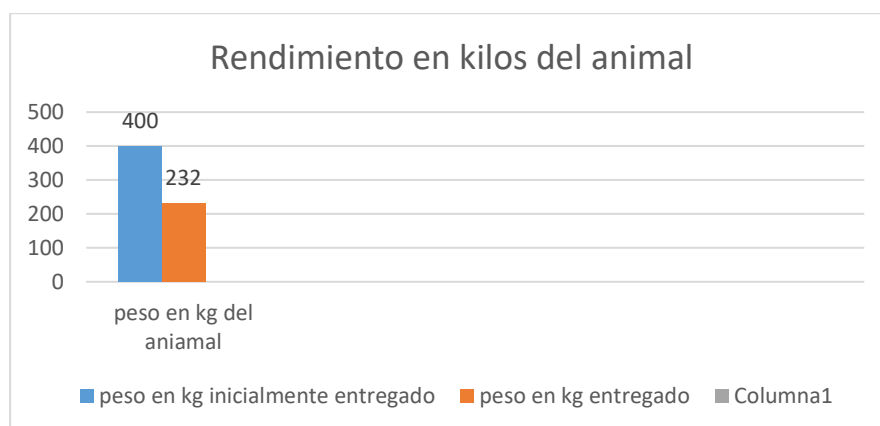 Rendimiento en kilos del animal
500
400
300
200
100
0
400
232
peso en kg del
aniamal
peso en kg inicialmente entregado
peso en kg entregado
Columna1